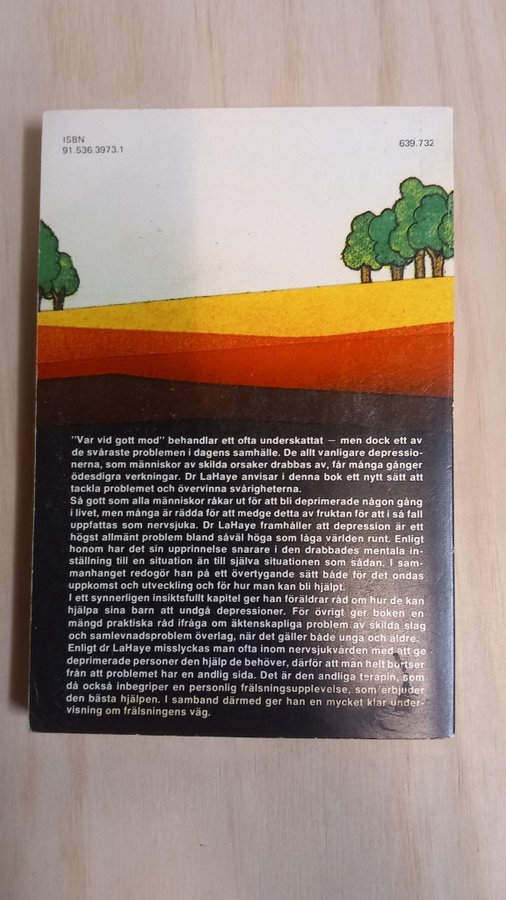 ISBN
91.536.3973.1
639.732
"Var vid gott mod" behandlar ett ofta underskattat — men dock ett av
de svåraste problemen i dagens samhälle. De allt vanligare depressio-
nerna, som människor av skilda orsaker drabbas av, får många gånger
ödesdigra verkningar. Dr LaHaye anvisar i denna bok ett nytt sätt att
tackla problemet och övervinna svårigheterna.
Så gott som alla människor råkar ut för att bli deprimerade någon gång
i livet, men många är rädda för att medge detta av fruktan för att i så fall
uppfattas som nervsjuka. Dr LaHaye framhåller att depression är ett
högst allmänt problem bland såväl höga som låga världen runt. Enligt
honom har det sin upprinnelse snarare i den drabbades mentala in-
ställning till en situation än till själva situationen som sådan. I sam-
manhanget redogör han på ett övertygande sätt både för det ondas
uppkomst och utveckling och för hur man kan bli hjälpt.
I ett synnerligen insiktsfullt kapitel ger han föräldrar råd om hur de kan
hjälpa sina barn att undgå depressioner. För övrigt ger boken en
mängd praktiska råd ifråga om äktenskapliga problem av skilda slag
och samlevnadsproblem överlag, när det gäller både unga och äldre.
Enligt dr LaHaye misslyckas man ofta inom nervsjukvården med att ge
deprimerade personer den hjälp de behöver, därför att man helt bortser
från att problemet har en andlig sida. Det är den andliga terapin, som
då också inbegriper en personlig frälsningsupplevelse, som erbjuder
den bästa hjälpen. I samband därmed ger han en mycket klar under-
visning om frälsningens väg.